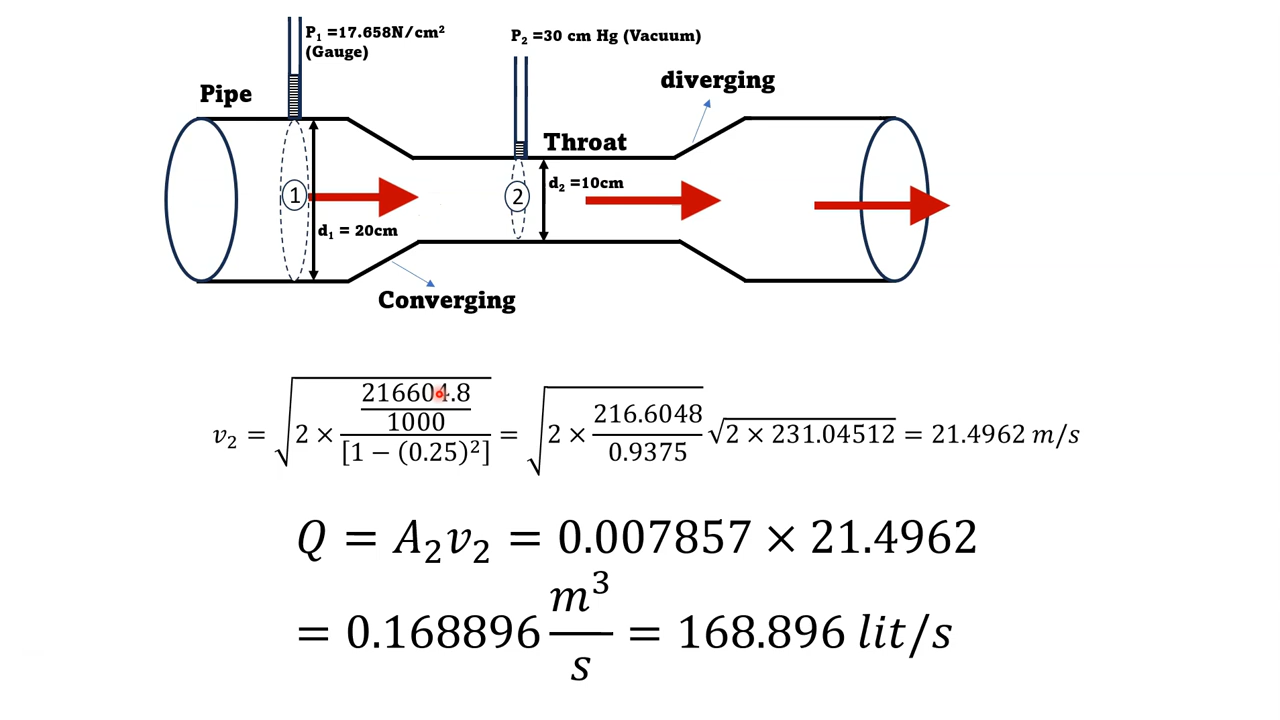 P₁ =17.658N/cm²
(Gauge)
P₂ =30 cm Hg (Vacuum)
diverging
Pipe
Throat
1
2
d₂ =10cm
d₁ = 20cm
Converging
v₂ = √(2 × (216604.8/1000)/[1 − (0.25)²]) = √(2 × 216.6048/0.9375) √(2 × 231.04512) = 21.4962 m/s
Q = A₂v₂ = 0.007857 × 21.4962
= 0.168896 m³/s = 168.896 lit/s